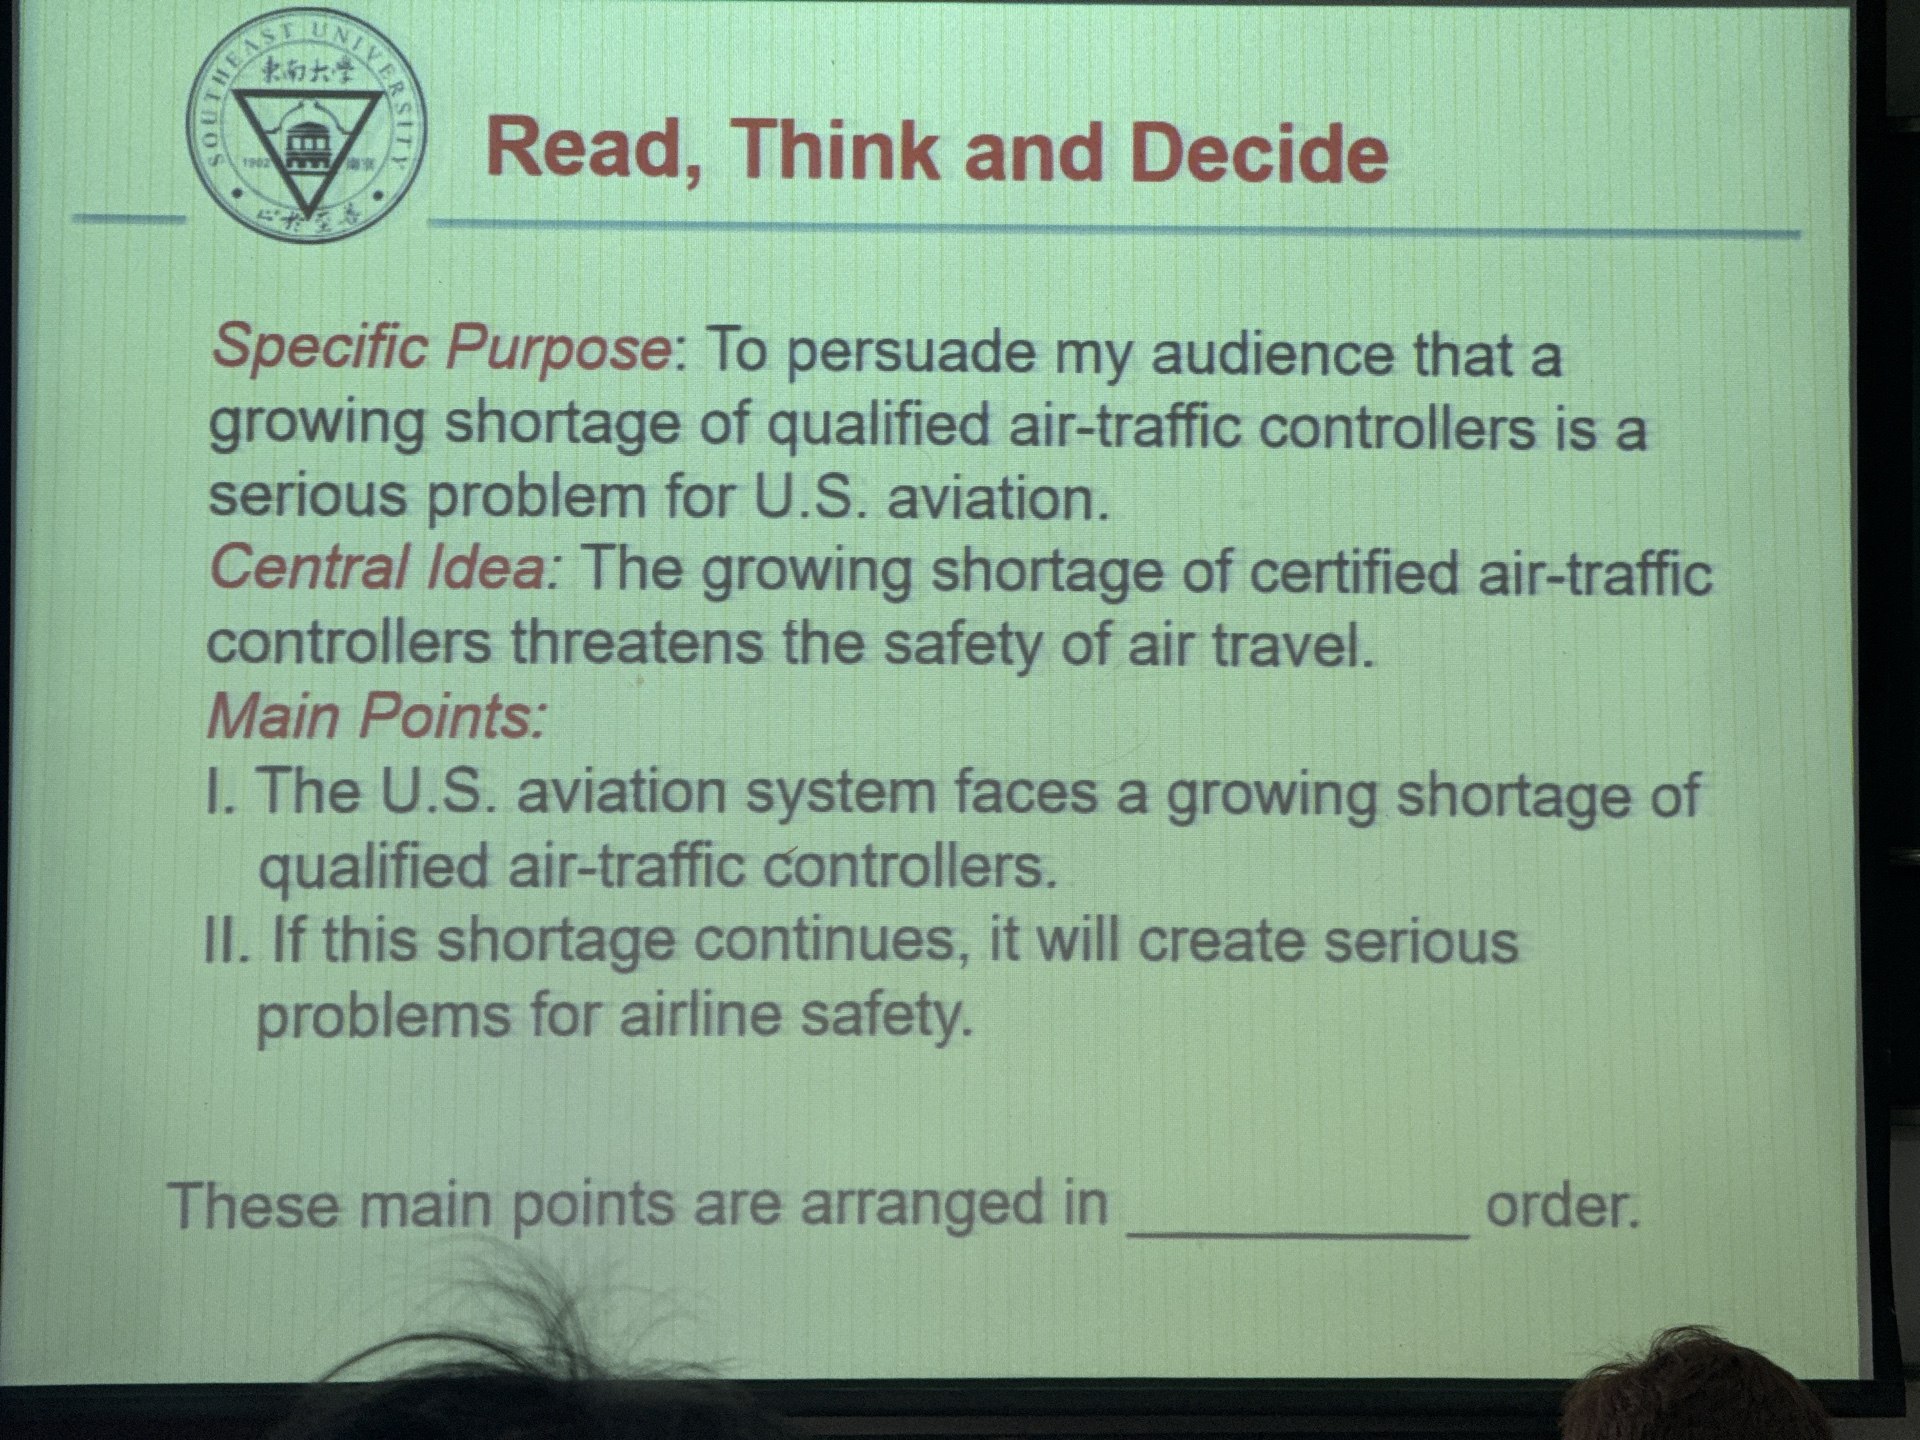 SOUTHEAST UNIVERSITY
東南大学
1902 南京
止於至善
Read, Think and Decide
Specific Purpose: To persuade my audience that a
growing shortage of qualified air-traffic controllers is a
serious problem for U.S. aviation.
Central Idea: The growing shortage of certified air-traffic
controllers threatens the safety of air travel.
Main Points:
I. The U.S. aviation system faces a growing shortage of
qualified air-traffic controllers.
II. If this shortage continues, it will create serious
problems for airline safety.
These main points are arranged in __________ order.